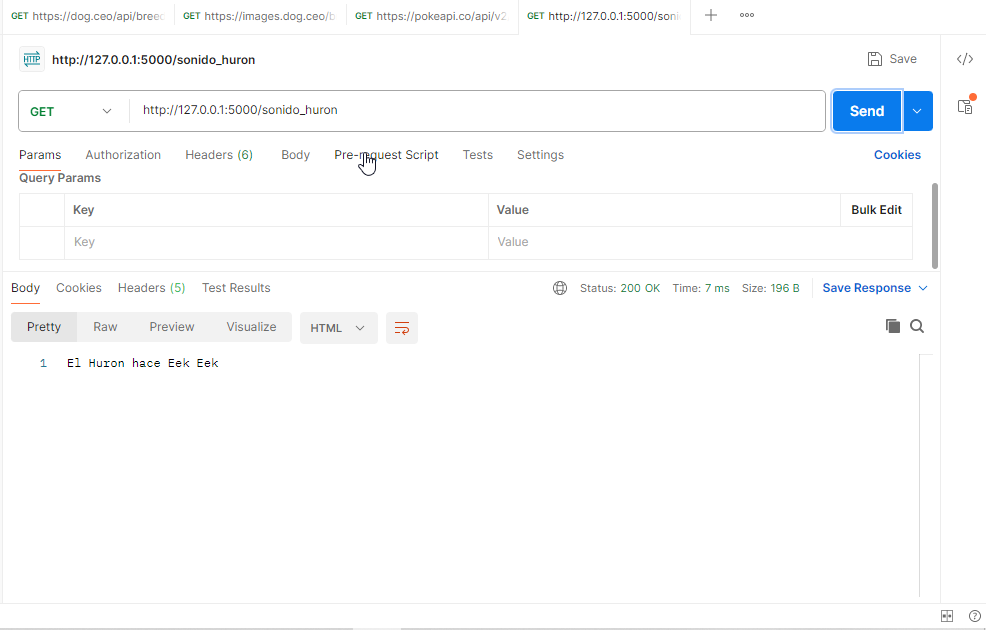 GET https://dog.ceo/api/breed GET https://images.dog.ceo/b GET https://pokeapi.co/api/v2 GET http://127.0.0.1:5000/soni
HTTP http://127.0.0.1:5000/sonido_huron Save
GET http://127.0.0.1:5000/sonido_huron Send
Params Authorization Headers (6) Body Pre-request Script Tests Settings Cookies
Query Params
Key Value Bulk Edit
Key Value
Body Cookies Headers (5) Test Results Status: 200 OK Time: 7 ms Size: 196 B Save Response
Pretty Raw Preview Visualize HTML
1 El Huron hace Eek Eek